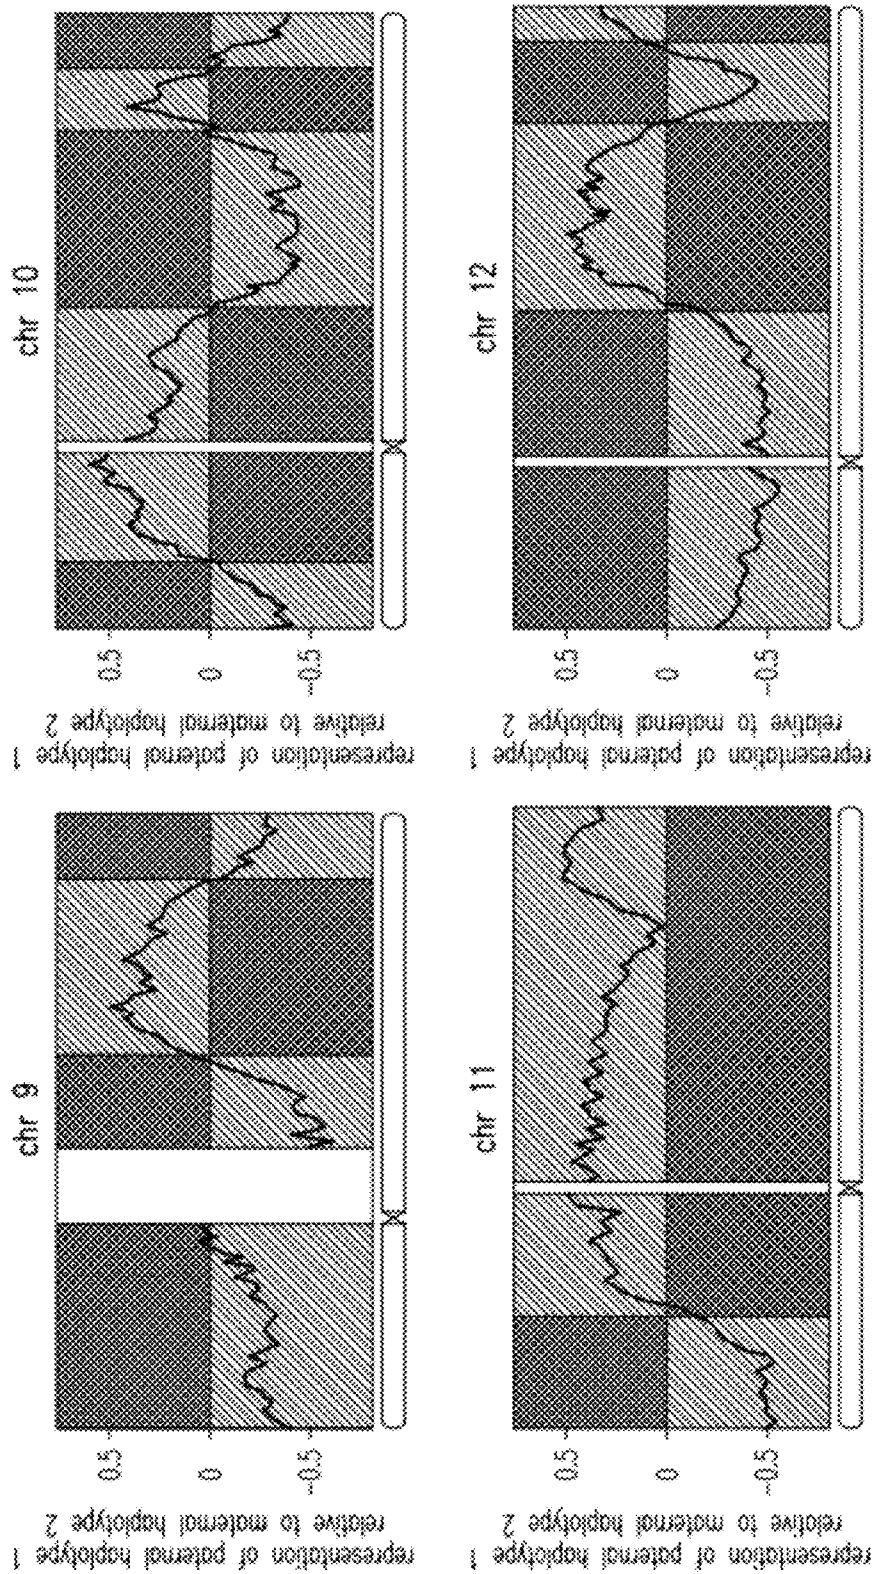 chr 9
representation of paternal haplotype 1
relative to maternal haplotype 2
0.5
0
-0.5
chr 10
representation of paternal haplotype 1
relative to maternal haplotype 2
0.5
0
-0.5
chr 11
representation of paternal haplotype 1
relative to maternal haplotype 2
0.5
0
-0.5
chr 12
representation of paternal haplotype 1
relative to maternal haplotype 2
0.5
0
-0.5